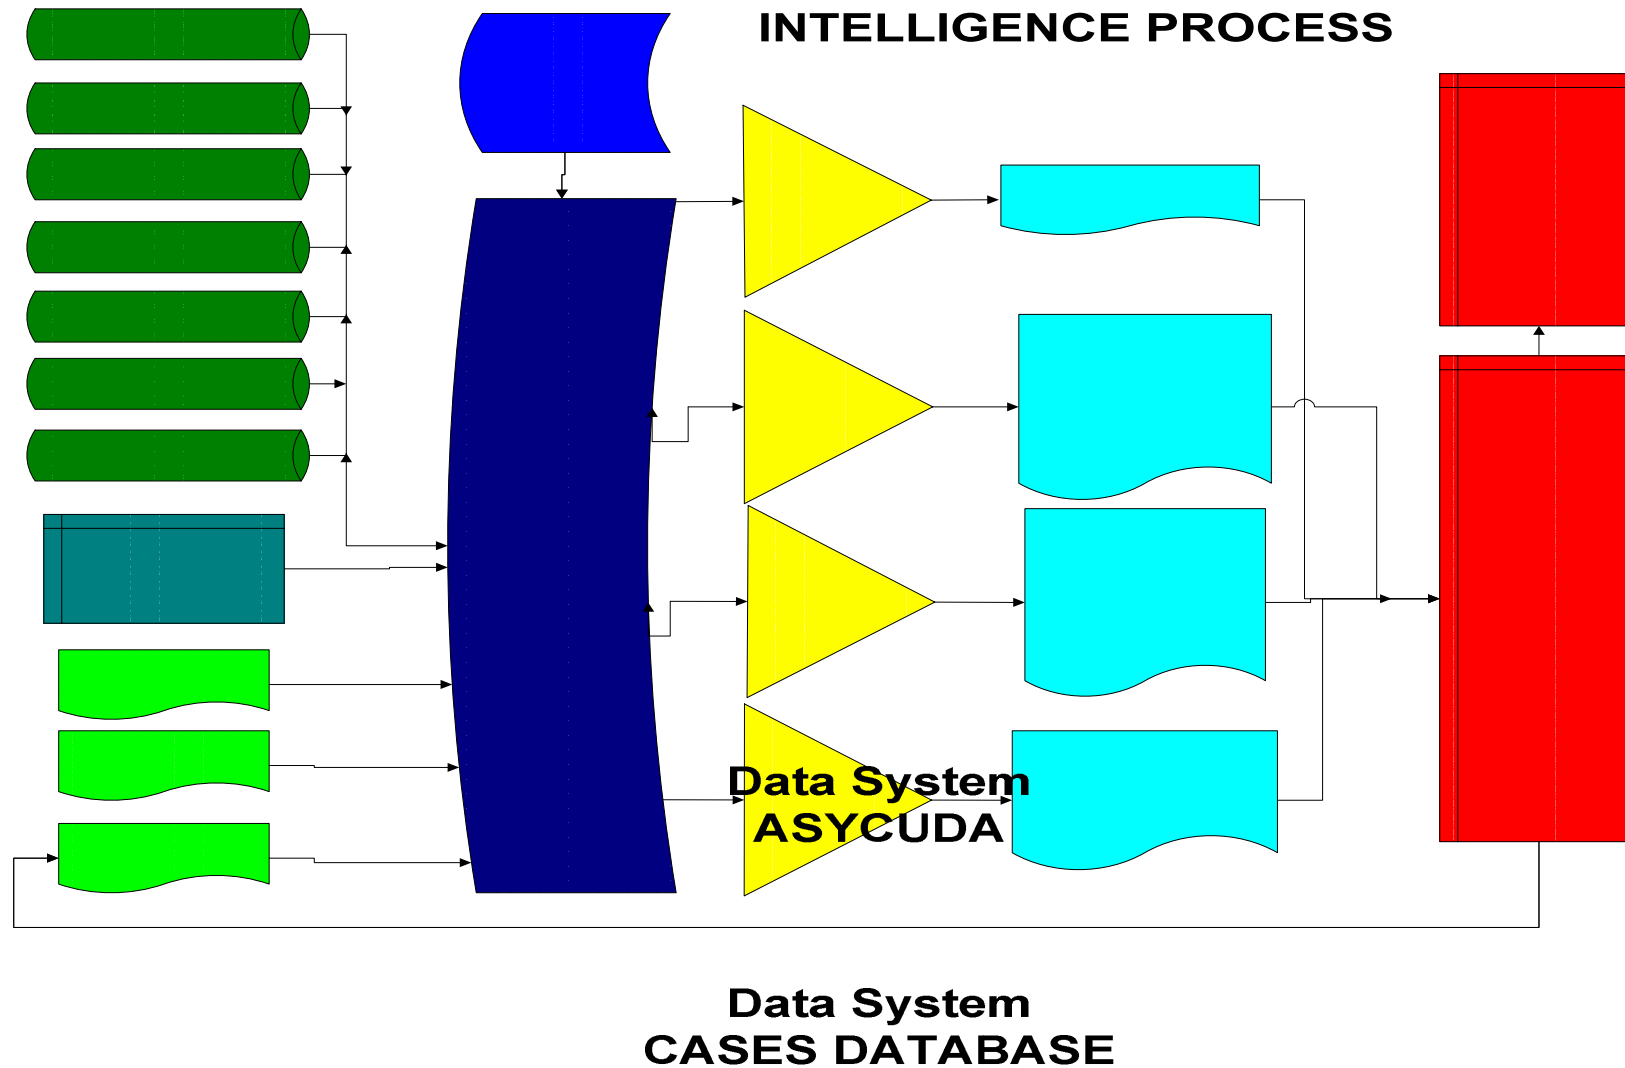 INTELLIGENCE PROCESS
Data System
ASYCUDA
Data System
CASES DATABASE